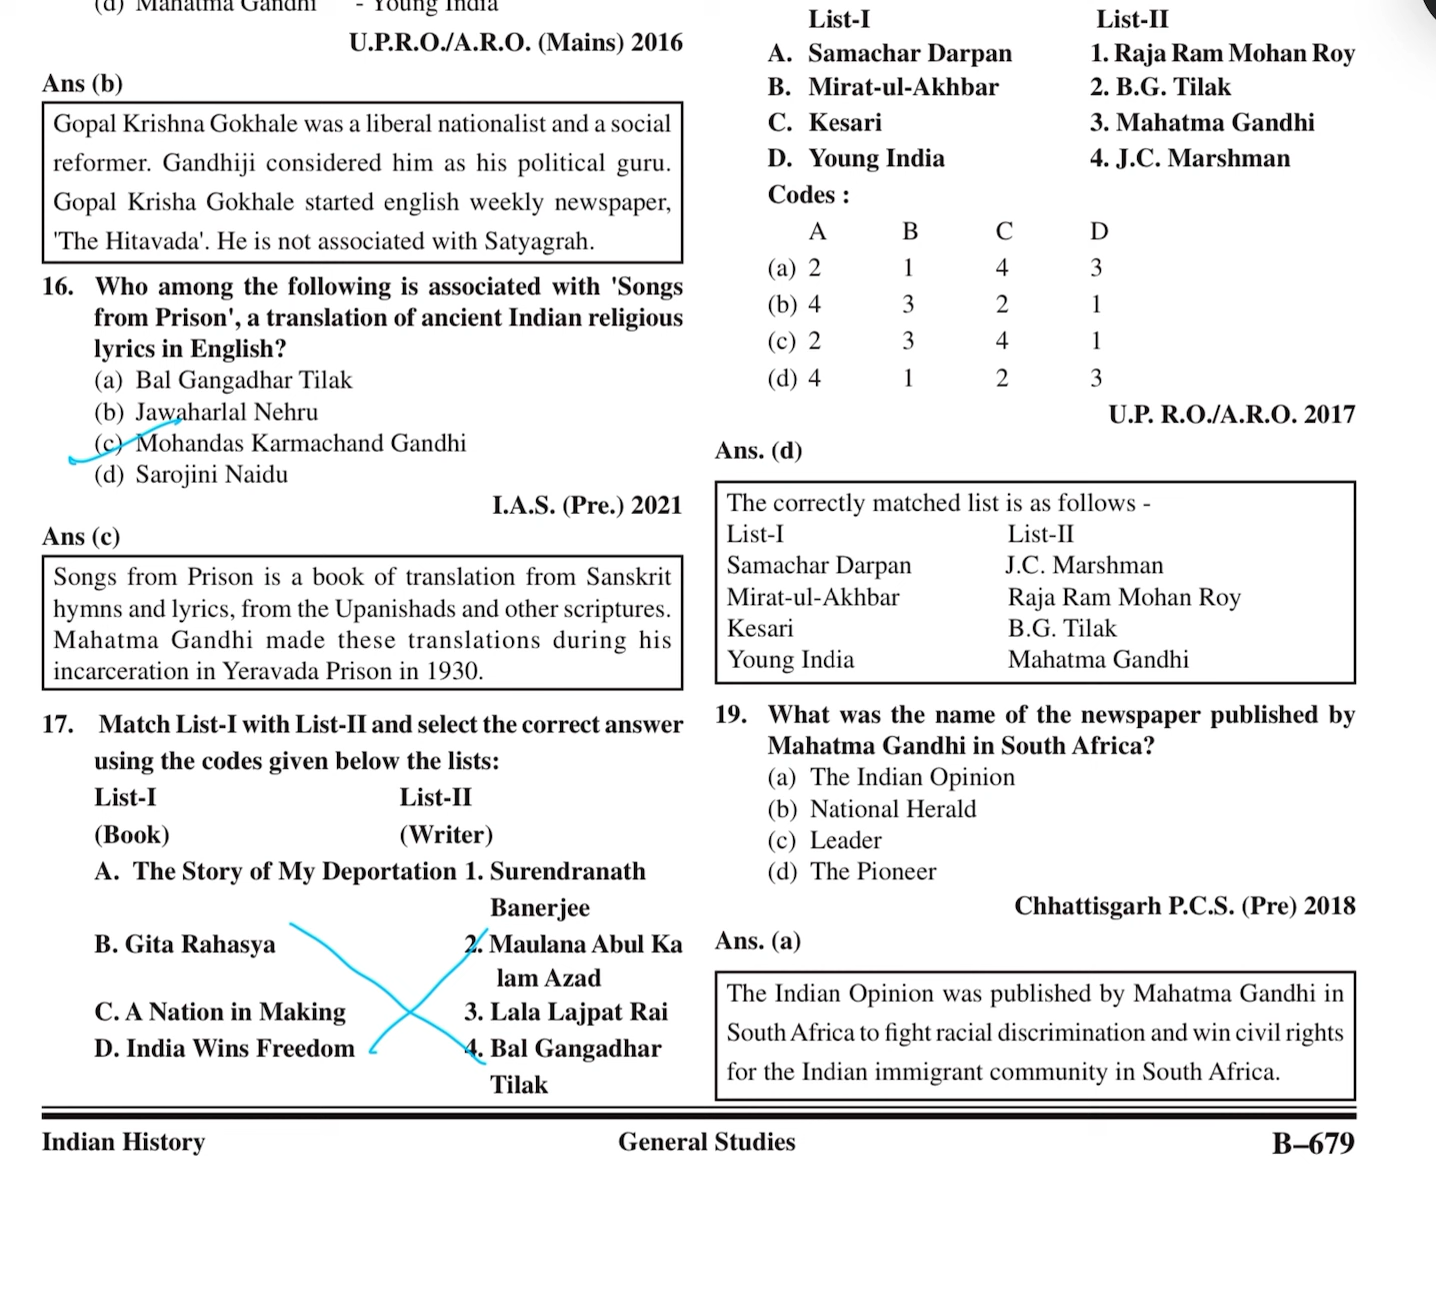 (d) Mahatma Gandhi - Young India
U.P.R.O./A.R.O. (Mains) 2016
Ans (b)
Gopal Krishna Gokhale was a liberal nationalist and a social
reformer. Gandhiji considered him as his political guru.
Gopal Krisha Gokhale started english weekly newspaper,
'The Hitavada'. He is not associated with Satyagrah.
16. Who among the following is associated with 'Songs
from Prison', a translation of ancient Indian religious
lyrics in English?
(a) Bal Gangadhar Tilak
(b) Jawaharlal Nehru
(c) Mohandas Karmachand Gandhi
(d) Sarojini Naidu
I.A.S. (Pre.) 2021
Ans (c)
Songs from Prison is a book of translation from Sanskrit
hymns and lyrics, from the Upanishads and other scriptures.
Mahatma Gandhi made these translations during his
incarceration in Yeravada Prison in 1930.
17. Match List-I with List-II and select the correct answer
using the codes given below the lists:
List-I List-II
(Book) (Writer)
A. The Story of My Deportation 1. Surendranath
Banerjee
B. Gita Rahasya 2. Maulana Abul Ka
lam Azad
C. A Nation in Making 3. Lala Lajpat Rai
D. India Wins Freedom 4. Bal Gangadhar
Tilak
List-I List-II
A. Samachar Darpan 1. Raja Ram Mohan Roy
B. Mirat-ul-Akhbar 2. B.G. Tilak
C. Kesari 3. Mahatma Gandhi
D. Young India 4. J.C. Marshman
Codes :
A B C D
(a) 2 1 4 3
(b) 4 3 2 1
(c) 2 3 4 1
(d) 4 1 2 3
U.P. R.O./A.R.O. 2017
Ans. (d)
The correctly matched list is as follows -
List-I List-II
Samachar Darpan J.C. Marshman
Mirat-ul-Akhbar Raja Ram Mohan Roy
Kesari B.G. Tilak
Young India Mahatma Gandhi
19. What was the name of the newspaper published by
Mahatma Gandhi in South Africa?
(a) The Indian Opinion
(b) National Herald
(c) Leader
(d) The Pioneer
Chhattisgarh P.C.S. (Pre) 2018
Ans. (a)
The Indian Opinion was published by Mahatma Gandhi in
South Africa to fight racial discrimination and win civil rights
for the Indian immigrant community in South Africa.
Indian History General Studies B–679